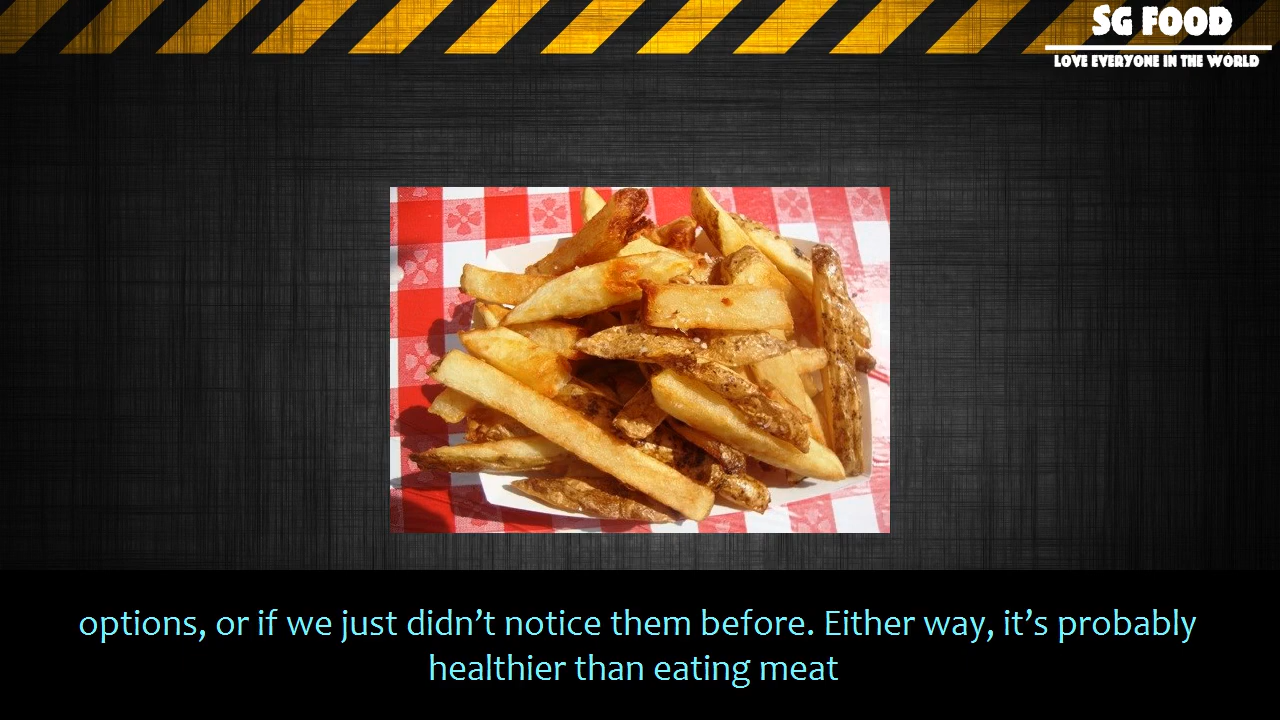 SG FOOD
LOVE EVERYONE IN THE WORLD
options, or if we just didn’t notice them before. Either way, it’s probably
healthier than eating meat